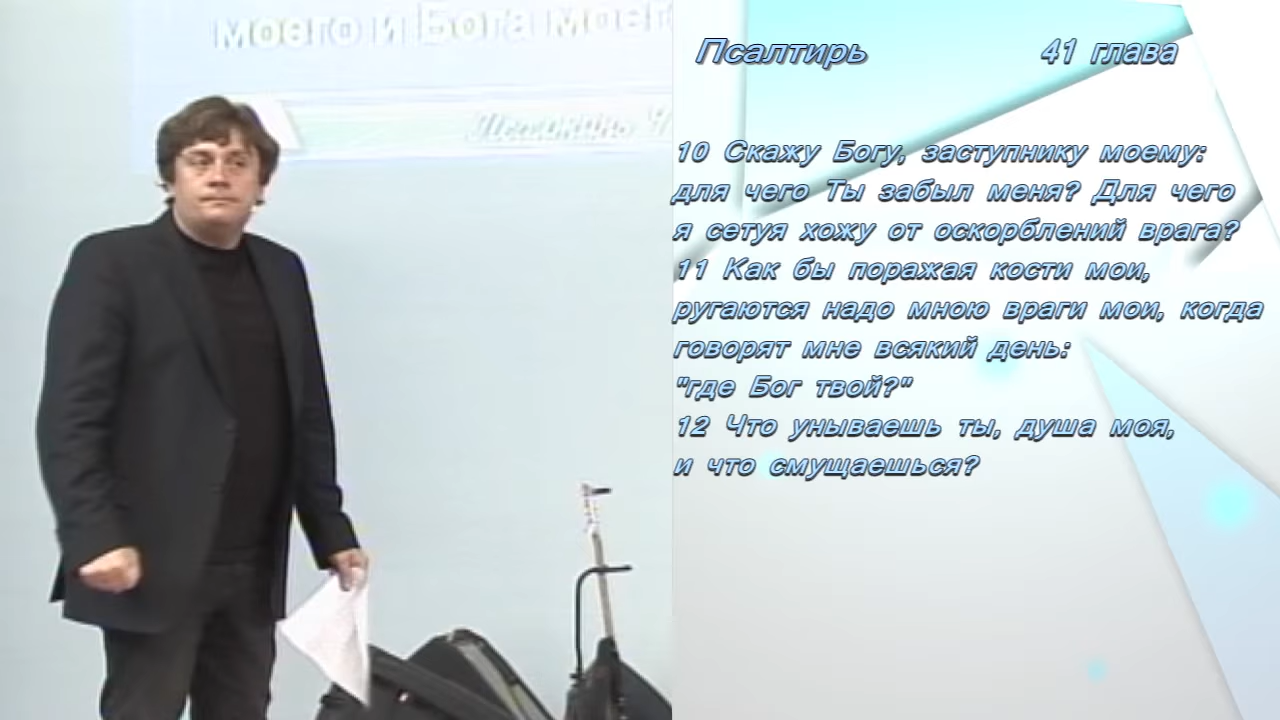 моего и Бога моего
Псалтирь 41 глава
10 Скажу Богу, заступнику моему:
для чего Ты забыл меня? Для чего
я сетуя хожу от оскорблений врага?
11 Как бы поражая кости мои,
ругаются надо мною враги мои, когда
говорят мне всякий день:
"где Бог твой?"
12 Что унываешь ты, душа моя,
и что смущаешься?